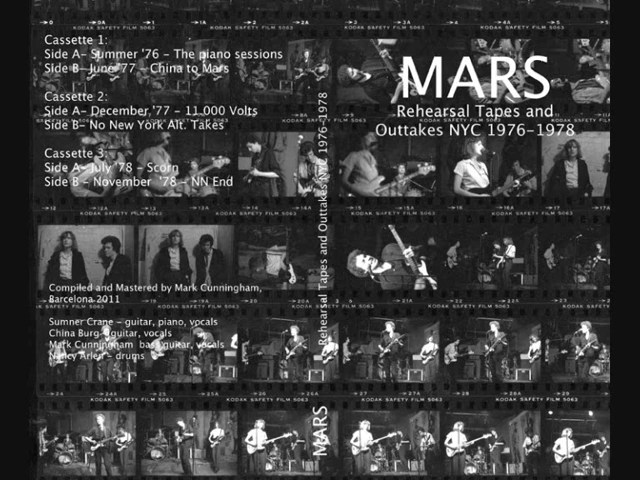 Cassette 1:
Side A- Summer '76 - The piano sessions
Side B- June '77 - China to Mars
Cassette 2:
Side A- December,'77 - 11.000 Volts
Side B- No New York Alt. Takes
Cassette 3:
Side A- July '78 - Scorn
Side B - November '78 - NN End
Compiled and Mastered by Mark Cunningham,
Barcelona 2011
Sumner Crane - guitar, piano, vocals
China Burg - guitar, vocals
Mark Cunningham bass guitar, vocals
Nancy Arlen - drums
MARS
Rehearsal Tapes and Outtakes NYC 1976-1978
MARS
Rehearsal Tapes and
Outtakes NYC 1976-1978
KODAK SAFETY FILM 5063